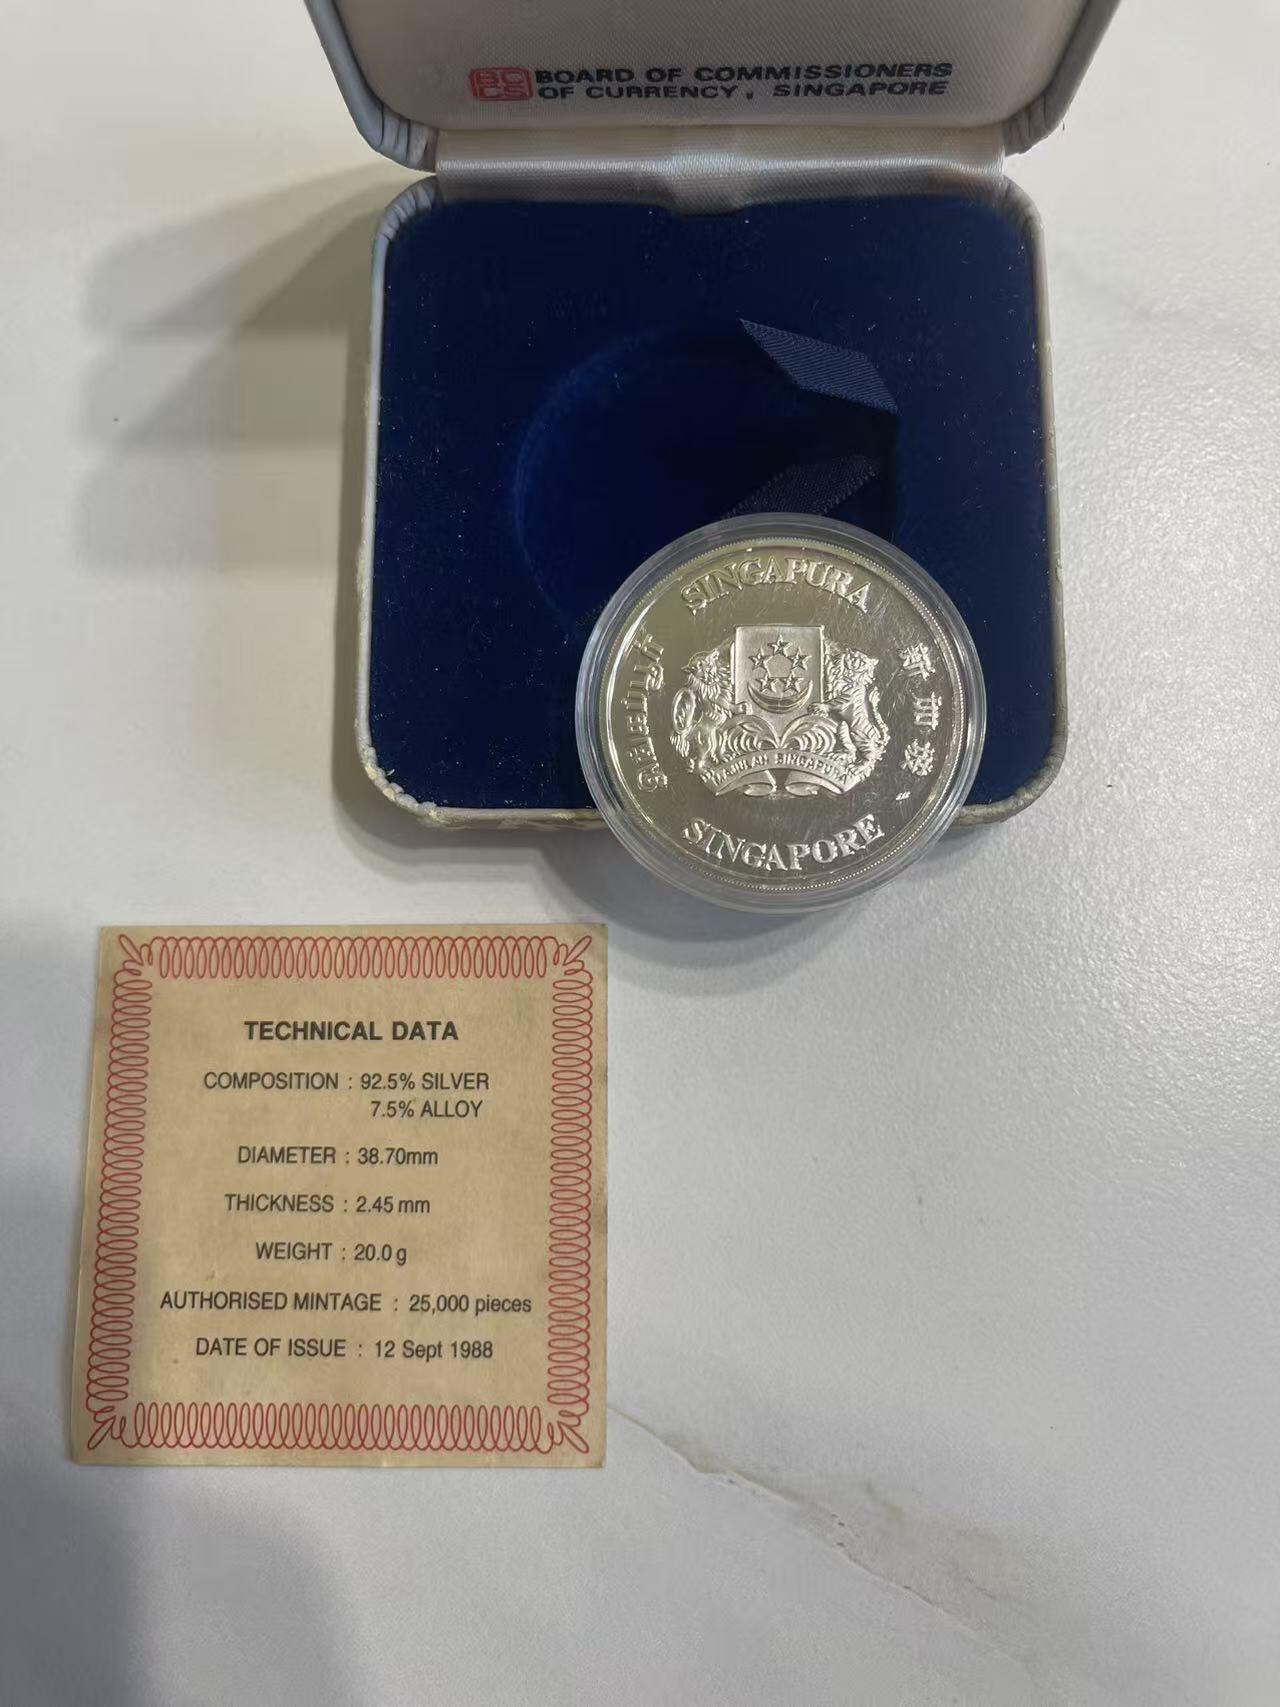 BC
CS
BOARD OF COMMISSIONERS
OF CURRENCY, SINGAPORE
SINGAPURA
சிங்கப்பூர்
新加坡
MAJULAH SINGAPURA
SINGAPORE
TECHNICAL DATA
COMPOSITION : 92.5% SILVER
7.5% ALLOY
DIAMETER : 38.70mm
THICKNESS : 2.45 mm
WEIGHT : 20.0 g
AUTHORISED MINTAGE : 25,000 pieces
DATE OF ISSUE : 12 Sept 1988